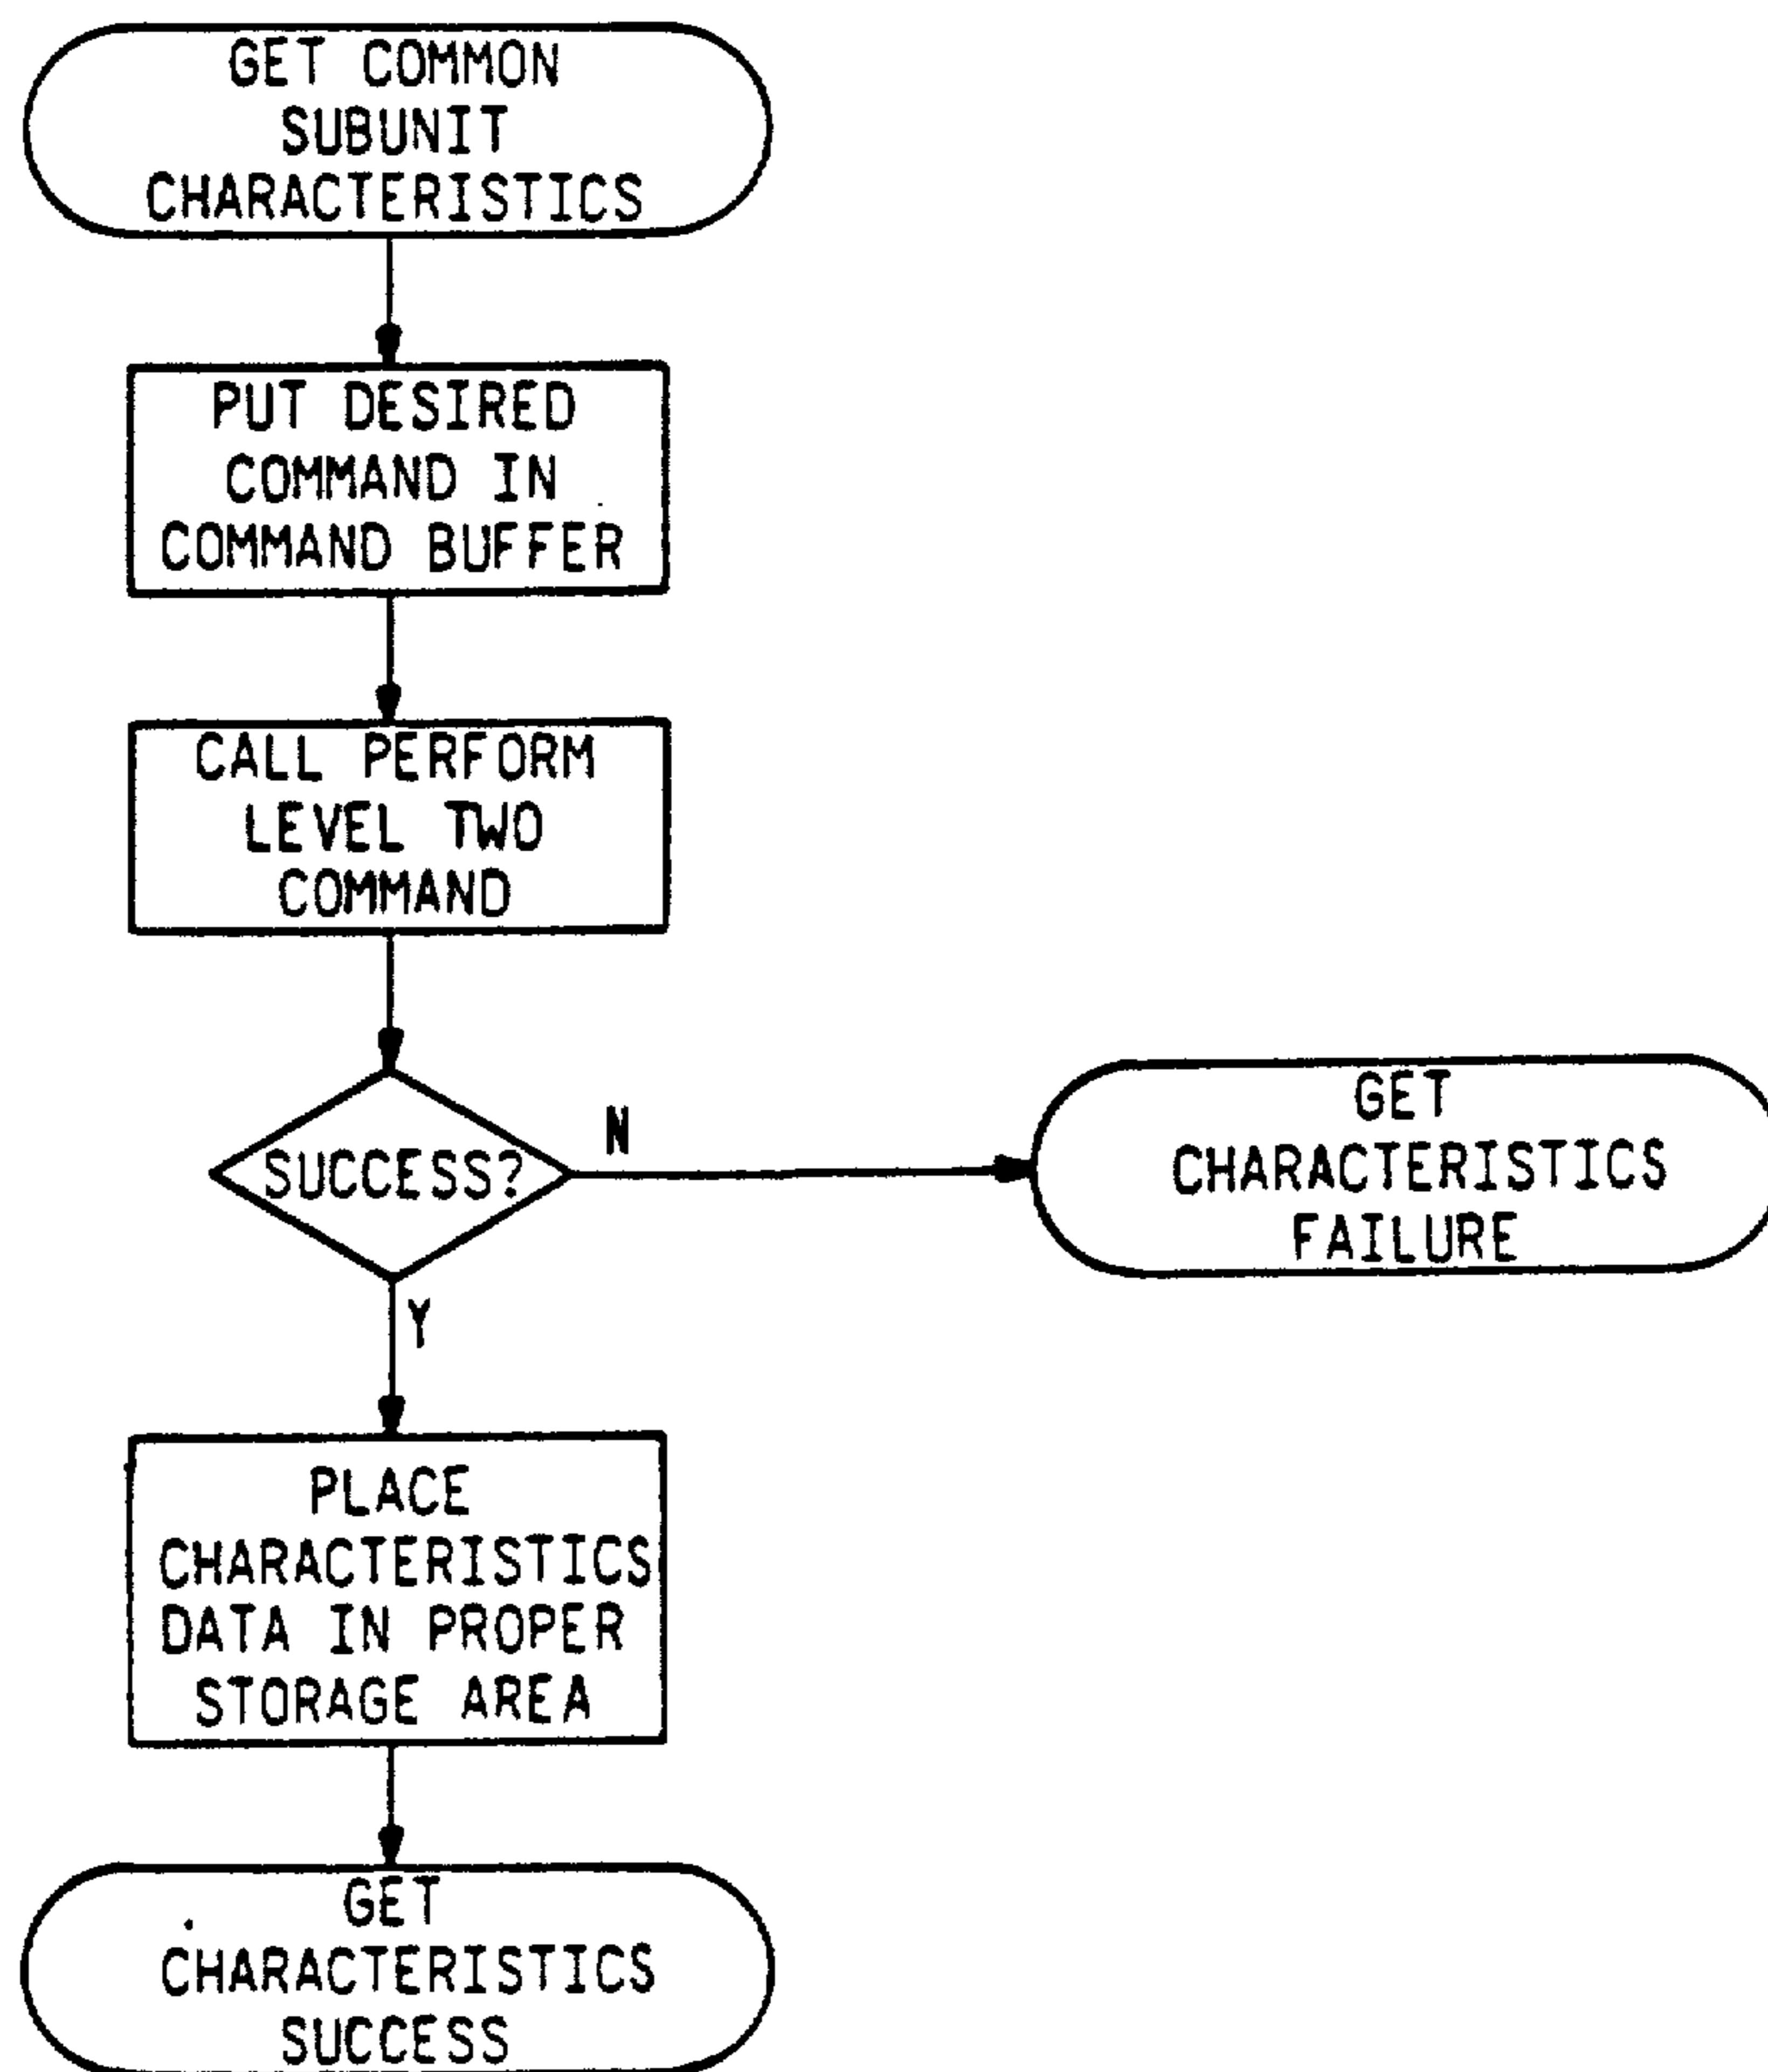 GET COMMON
SUBUNIT
CHARACTERISTICS
PUT DESIRED
COMMAND IN
COMMAND BUFFER
CALL PERFORM
LEVEL TWO
COMMAND
SUCCESS?
N
GET
CHARACTERISTICS
FAILURE
Y
PLACE
CHARACTERISTICS
DATA IN PROPER
STORAGE AREA
GET
CHARACTERISTICS
SUCCESS